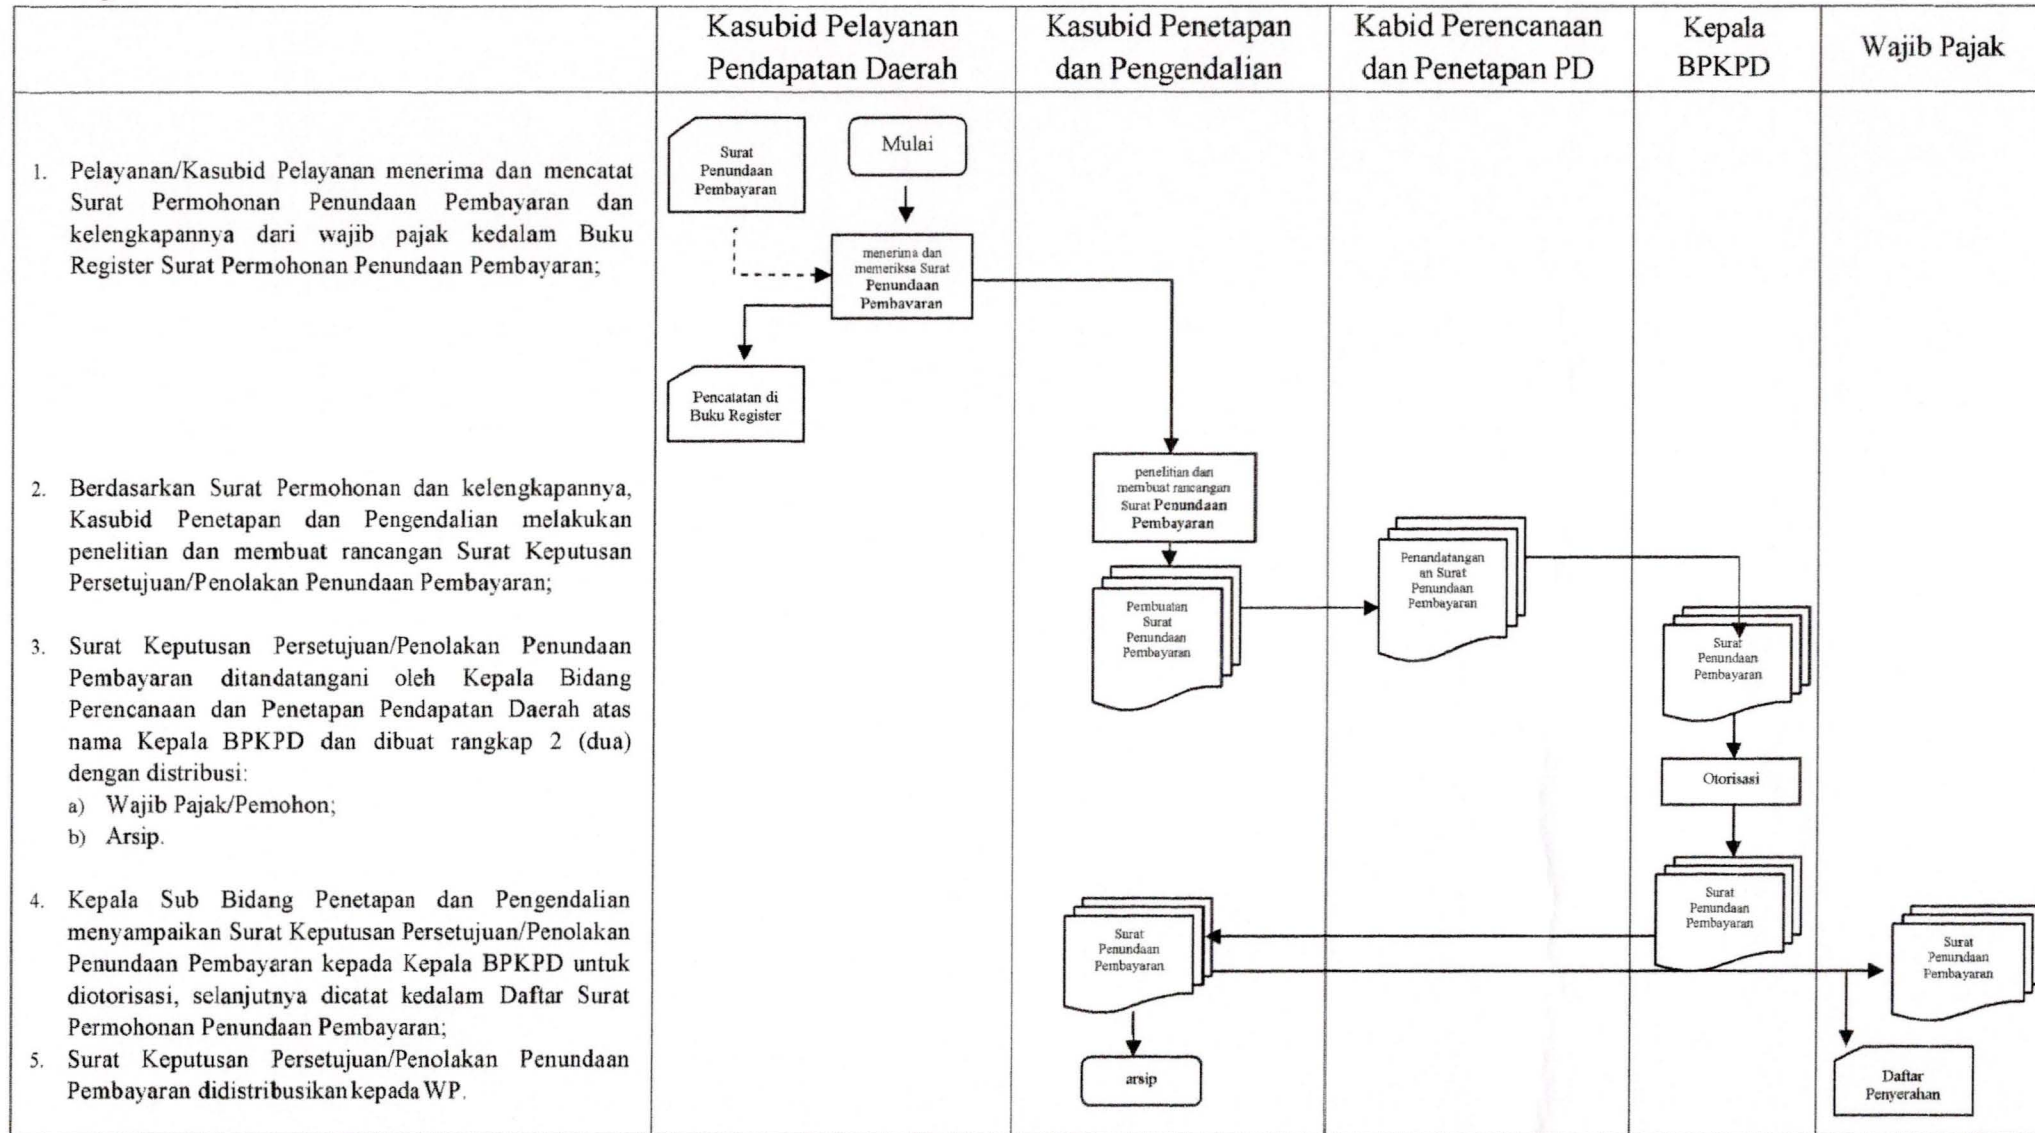 Kasubid Pelayanan
Pendapatan Daerah
Kasubid Penetapan
dan Pengendalian
Kabid Perencanaan
dan Penetapan PD
Kepala
BPKPD
Wajib Pajak
1. Pelayanan/Kasubid Pelayanan menerima dan mencatat
Surat Permohonan Penundaan Pembayaran dan
kelengkapannya dari wajib pajak kedalam Buku
Register Surat Permohonan Penundaan Pembayaran;
2. Berdasarkan Surat Permohonan dan kelengkapannya,
Kasubid Penetapan dan Pengendalian melakukan
penelitian dan membuat rancangan Surat Keputusan
Persetujuan/Penolakan Penundaan Pembayaran;
3. Surat Keputusan Persetujuan/Penolakan Penundaan
Pembayaran ditandatangani oleh Kepala Bidang
Perencanaan dan Penetapan Pendapatan Daerah atas
nama Kepala BPKPD dan dibuat rangkap 2 (dua)
dengan distribusi:
a) Wajib Pajak/Pemohon;
b) Arsip.
4. Kepala Sub Bidang Penetapan dan Pengendalian
menyampaikan Surat Keputusan Persetujuan/Penolakan
Penundaan Pembayaran kepada Kepala BPKPD untuk
diotorisasi, selanjutnya dicatat kedalam Daftar Surat
Permohonan Penundaan Pembayaran;
5. Surat Keputusan Persetujuan/Penolakan Penundaan
Pembayaran didistribusikan kepada WP.
Surat
Penundaan
Pembayaran
Mulai
menerima dan
memeriksa Surat
Penundaan
Pembayaran
Pencatatan di
Buku Register
penelitian dan
membuat rancangan
Surat Penundaan
Pembayaran
Pembuatan
Surat
Penundaan
Pembayaran
Penandatangan
an Surat
Penundaan
Pembayaran
Surat
Penundaan
Pembayaran
Otorisasi
Surat
Penundaan
Pembayaran
Surat
Penundaan
Pembayaran
arsip
Surat
Penundaan
Pembayaran
Daftar
Penyerahan